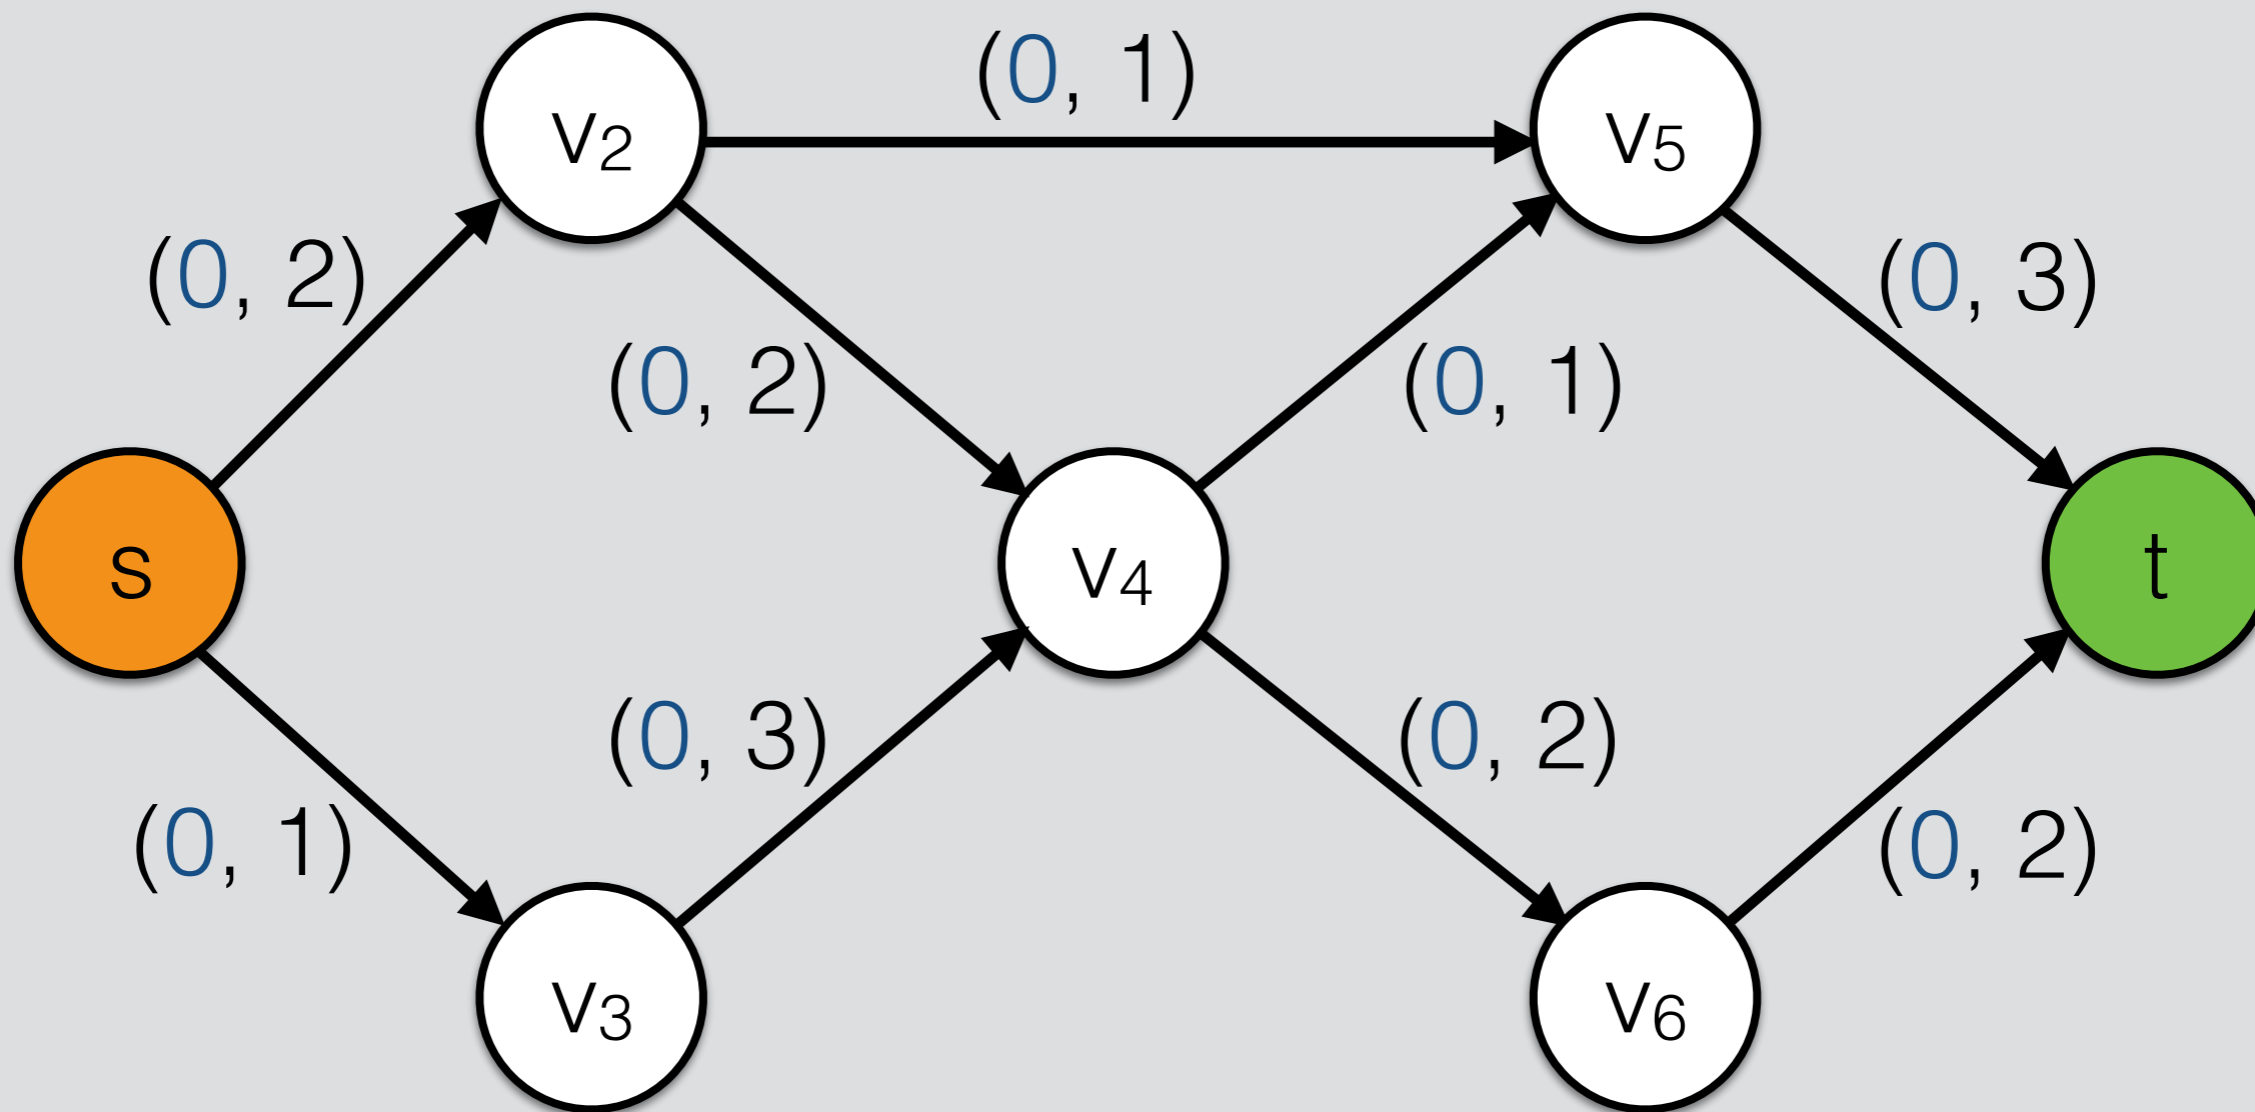 (0, 1)
v2
v5
(0, 2)
(0, 3)
(0, 2)
(0, 1)
s
v4
t
(0, 3)
(0, 2)
(0, 1)
(0, 2)
v3
v6